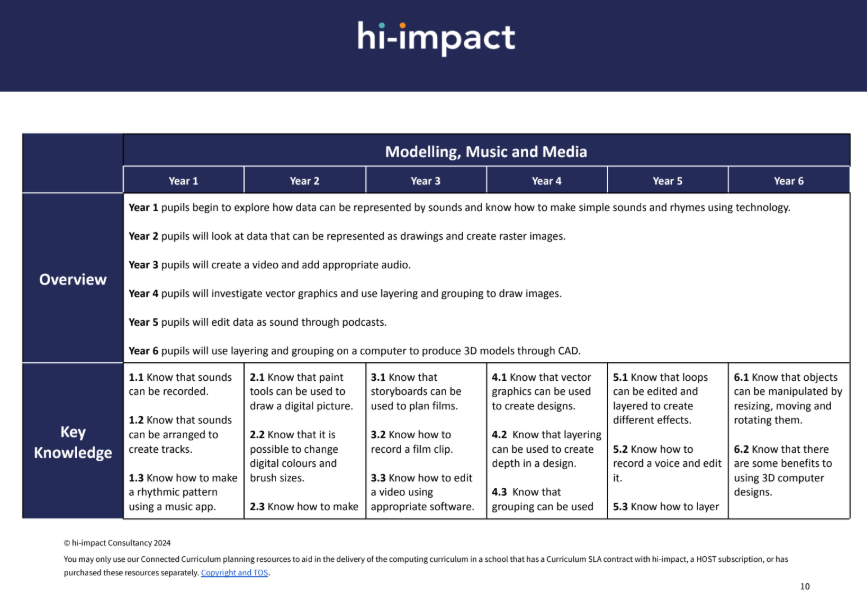 hi-impact
Modelling, Music and Media
Year 1
Year 2
Year 3
Year 4
Year 5
Year 6
Overview
Year 1 pupils begin to explore how data can be represented by sounds and know how to make simple sounds and rhymes using technology.
Year 2 pupils will look at data that can be represented as drawings and create raster images.
Year 3 pupils will create a video and add appropriate audio.
Year 4 pupils will investigate vector graphics and use layering and grouping to draw images.
Year 5 pupils will edit data as sound through podcasts.
Year 6 pupils will use layering and grouping on a computer to produce 3D models through CAD.
Key
Knowledge
1.1 Know that sounds
can be recorded.
1.2 Know that sounds
can be arranged to
create tracks.
1.3 Know how to make
a rhythmic pattern
using a music app.
2.1 Know that paint
tools can be used to
draw a digital picture.
2.2 Know that it is
possible to change
digital colours and
brush sizes.
2.3 Know how to make
3.1 Know that
storyboards can be
used to plan films.
3.2 Know how to
record a film clip.
3.3 Know how to edit
a video using
appropriate software.
4.1 Know that vector
graphics can be used
to create designs.
4.2 Know that layering
can be used to create
depth in a design.
4.3 Know that
grouping can be used
5.1 Know that loops
can be edited and
layered to create
different effects.
5.2 Know how to
record a voice and edit
it.
5.3 Know how to layer
6.1 Know that objects
can be manipulated by
resizing, moving and
rotating them.
6.2 Know that there
are some benefits to
using 3D computer
designs.
© hi-impact Consultancy 2024
You may only use our Connected Curriculum planning resources to aid in the delivery of the computing curriculum in a school that has a Curriculum SLA contract with hi-impact, a HOST subscription, or has
purchased these resources separately. Copyright and TOS.
10